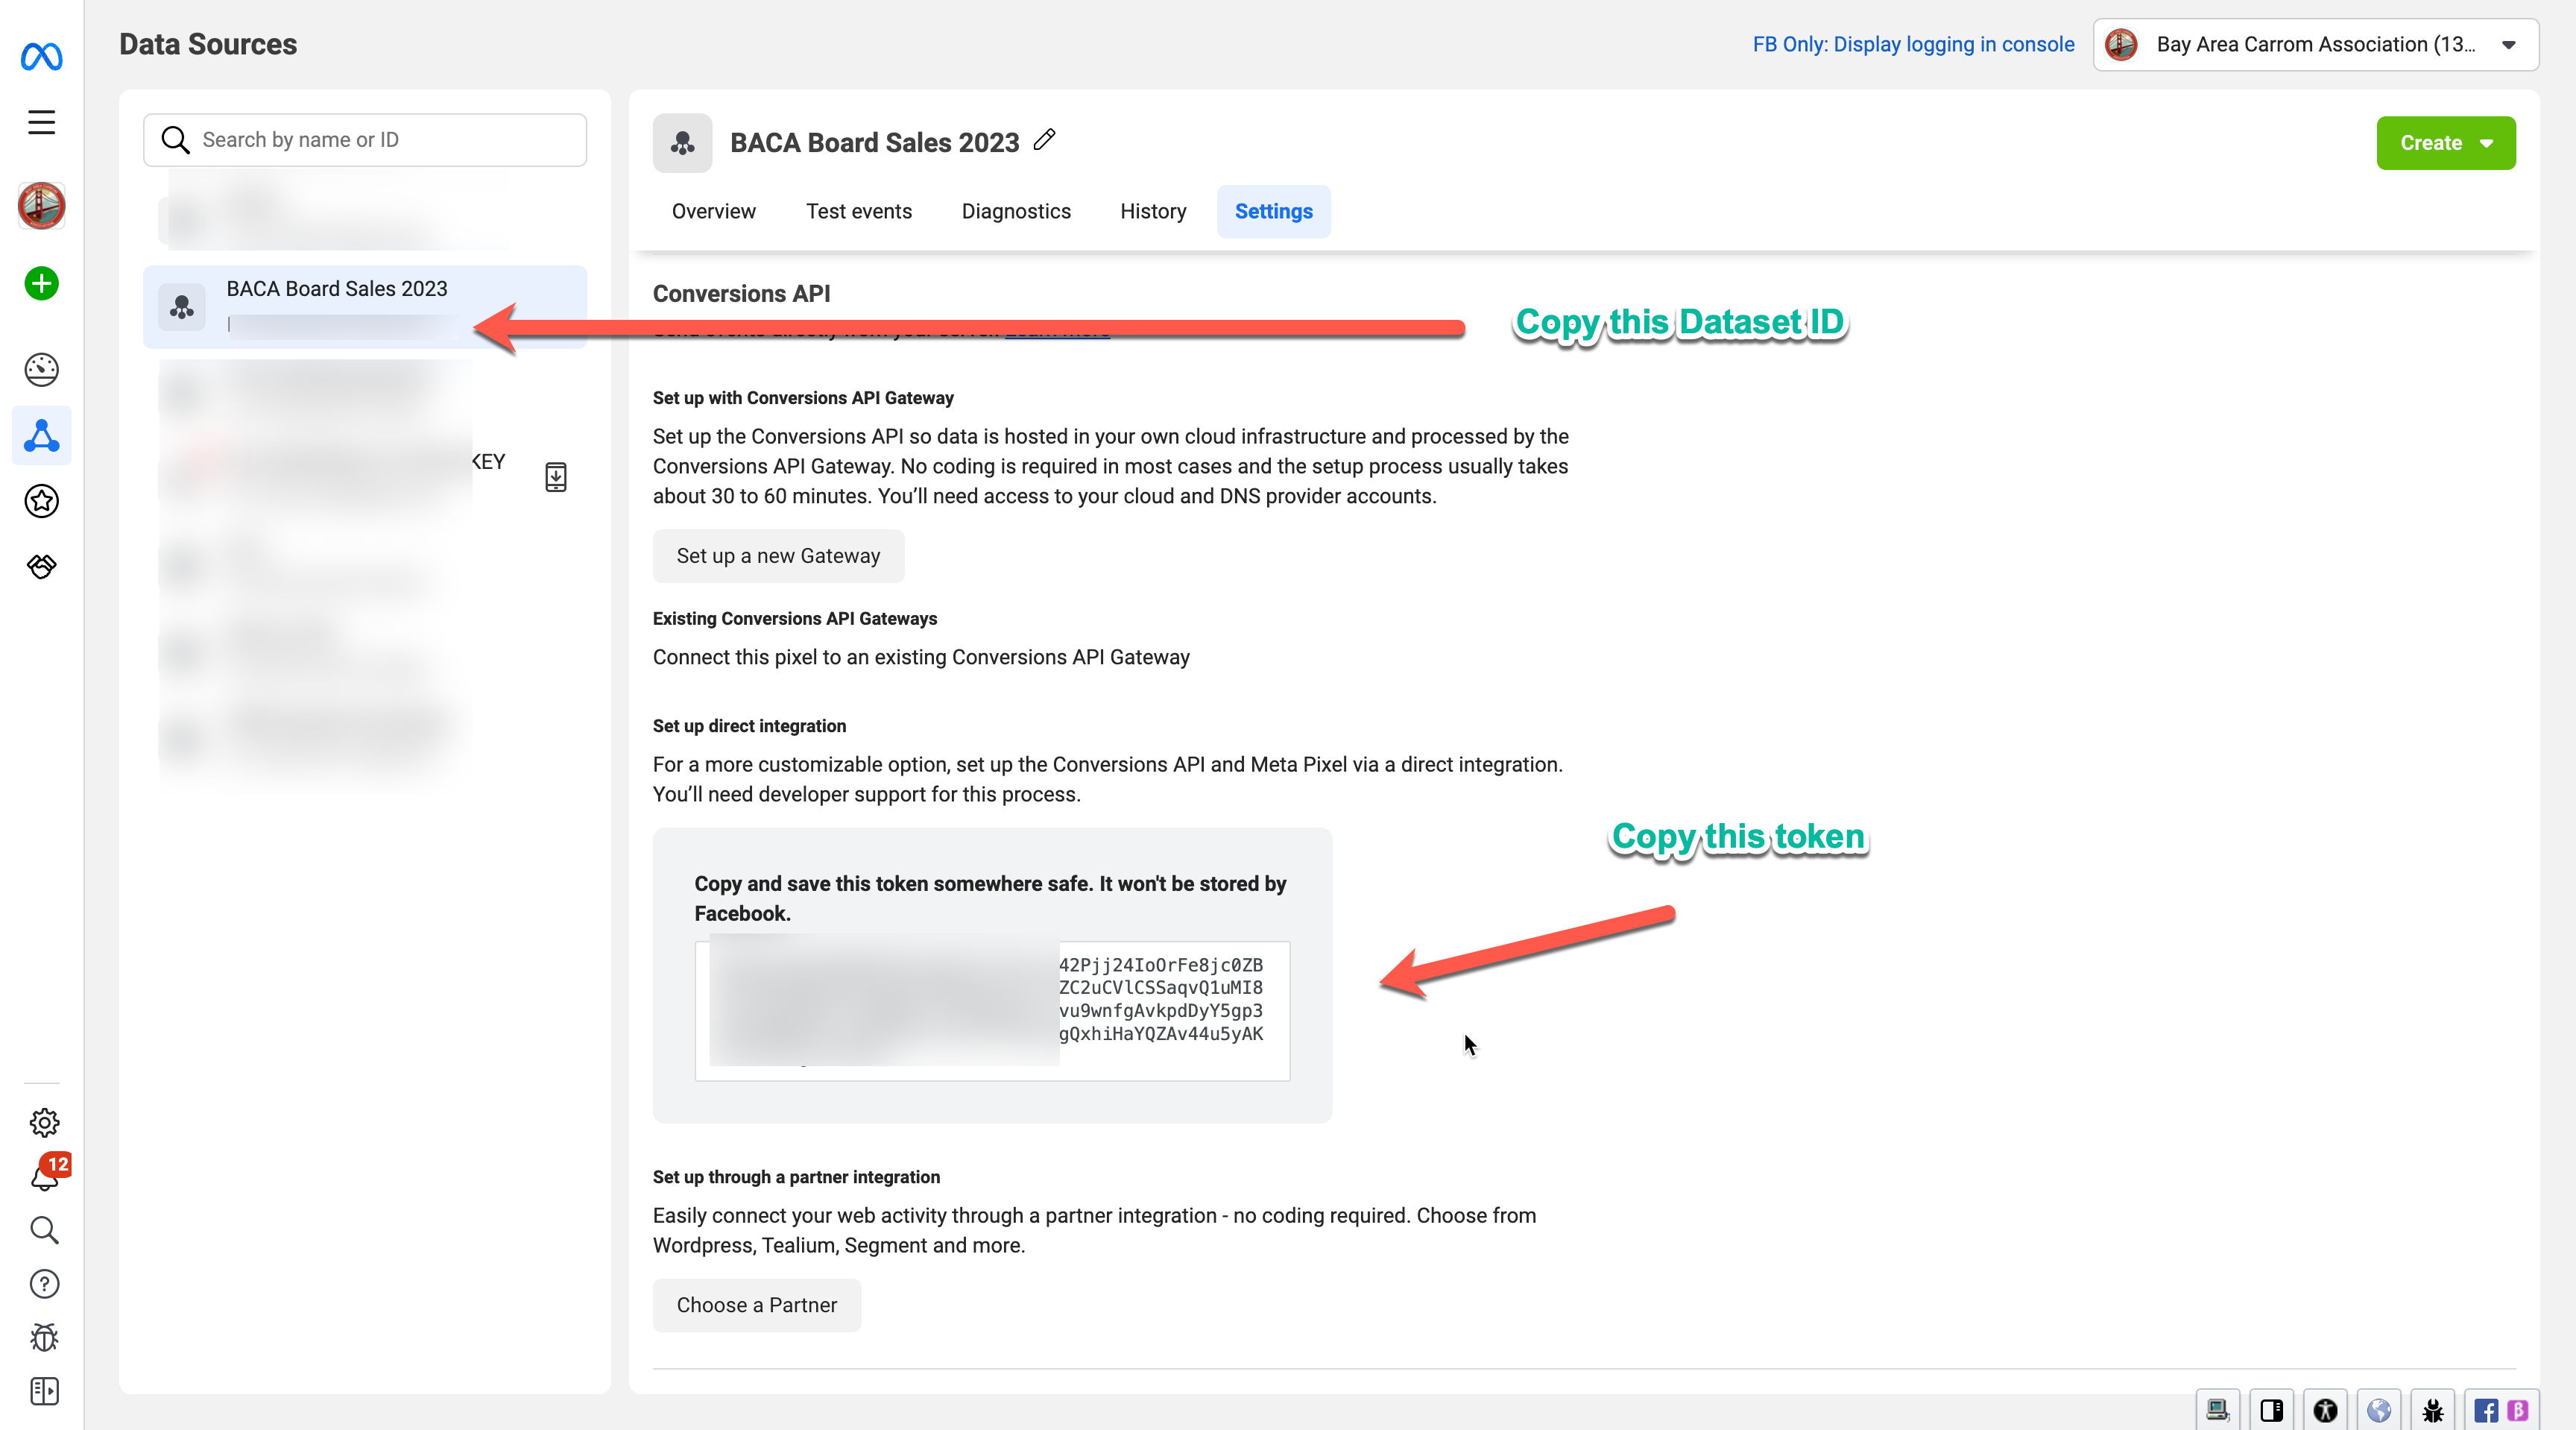 Data Sources
FB Only: Display logging in console
Bay Area Carrom Association (13...
Search by name or ID
BACA Board Sales 2023
KEY
BACA Board Sales 2023
Create
Overview
Test events
Diagnostics
History
Settings
Conversions API
Copy this Dataset ID
Set up with Conversions API Gateway
Set up the Conversions API so data is hosted in your own cloud infrastructure and processed by the
Conversions API Gateway. No coding is required in most cases and the setup process usually takes
about 30 to 60 minutes. You’ll need access to your cloud and DNS provider accounts.
Set up a new Gateway
Existing Conversions API Gateways
Connect this pixel to an existing Conversions API Gateway
Set up direct integration
For a more customizable option, set up the Conversions API and Meta Pixel via a direct integration.
You’ll need developer support for this process.
Copy this token
Copy and save this token somewhere safe. It won't be stored by
Facebook.
42Pjj24IoOrFe8jc0ZB
ZC2uCVlCSSaqvQ1uMI8
vu9wnfgAvkpdDyY5gp3
gQxhiHaYQZAv44u5yAK
Set up through a partner integration
Easily connect your web activity through a partner integration - no coding required. Choose from
Wordpress, Tealium, Segment and more.
Choose a Partner
12